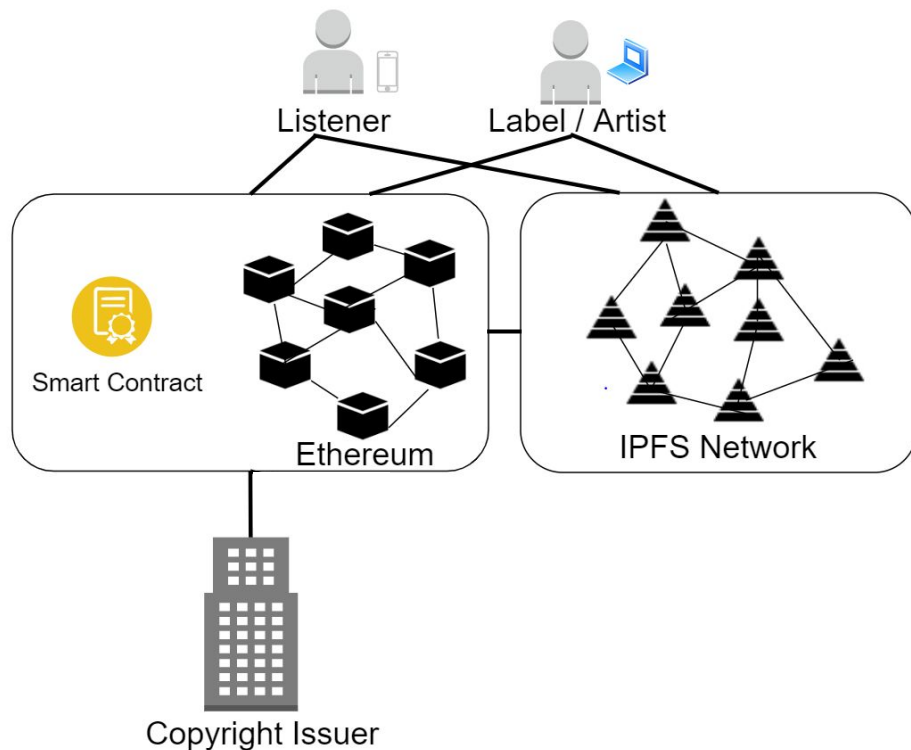 Listener
Label / Artist
Smart Contract
Ethereum
IPFS Network
Copyright Issuer